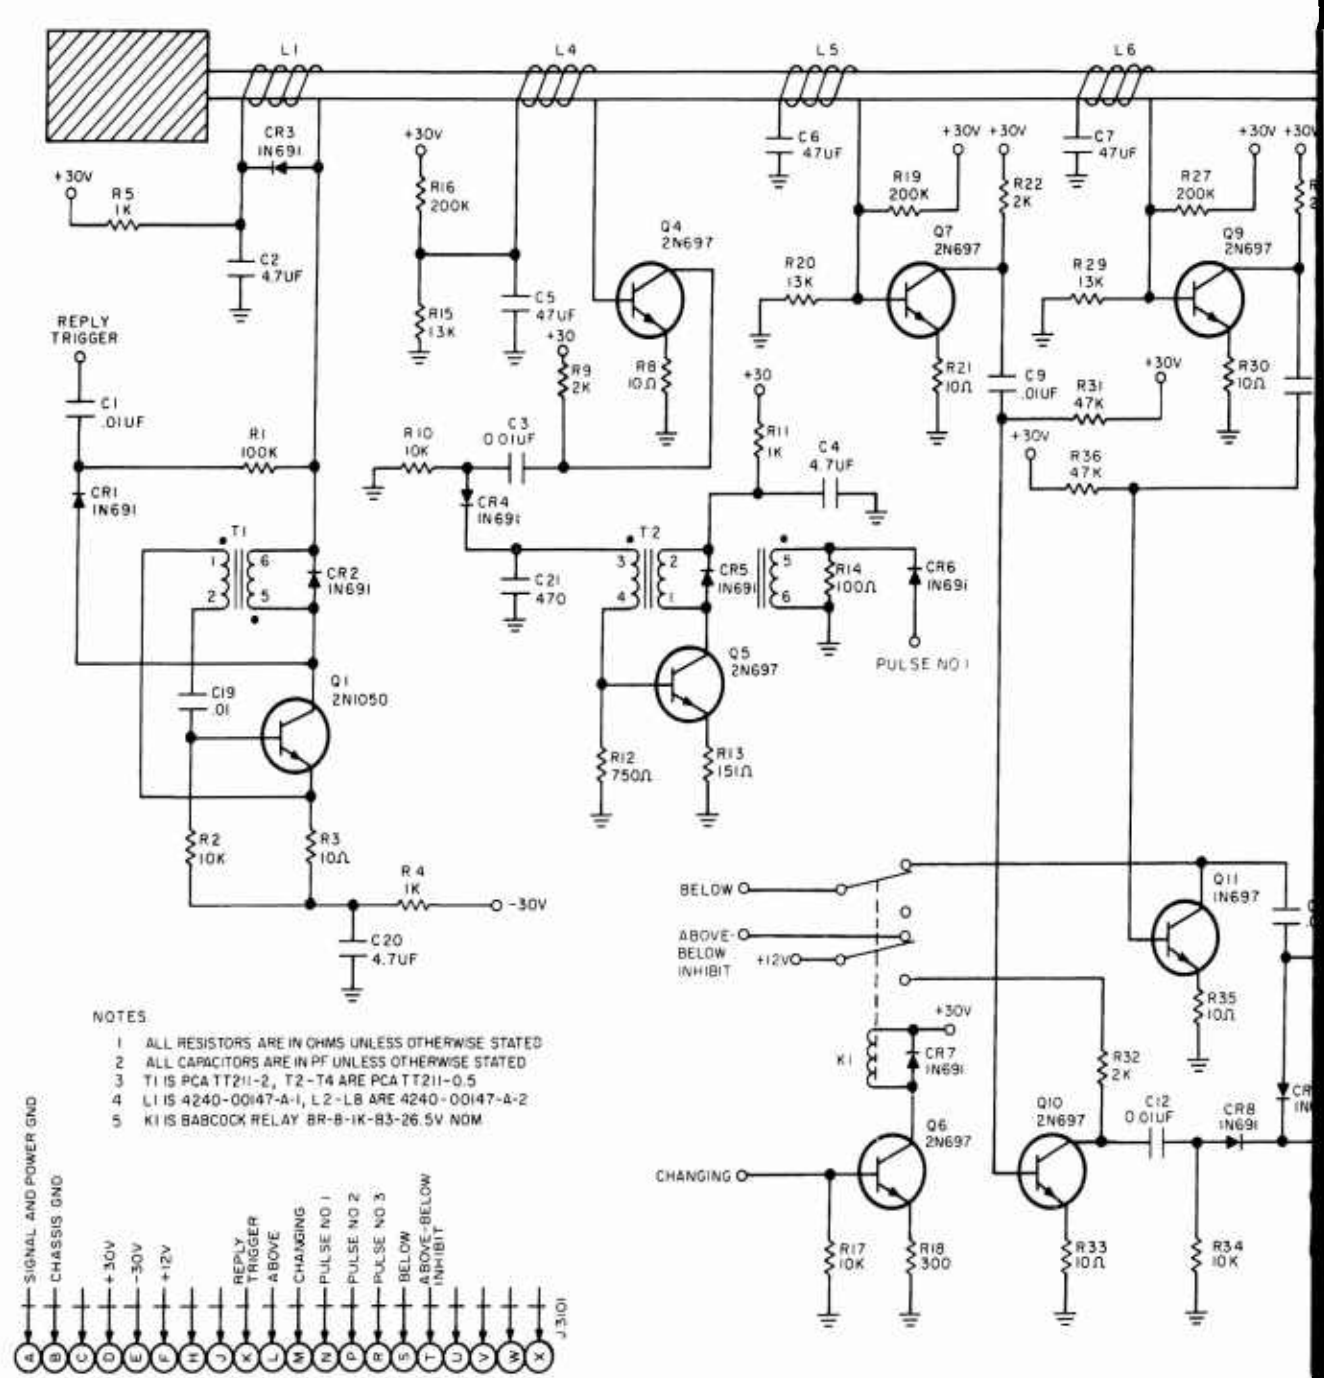 L1
L4
L5
L6
CR3
1N691
+30V
R5
1K
C2
4.7UF
REPLY
TRIGGER
C1
.01UF
R1
100K
CR1
1N691
T1
1
6
2
5
CR2
1N691
C19
.01
Q1
2N1050
R2
10K
R3
10Ω
R4
1K
-30V
C20
4.7UF
+30V
R16
200K
R15
13K
C5
47UF
Q4
2N697
+30
R9
2K
R8
10Ω
R10
10K
C3
0.01UF
CR4
1N691
C21
470
T2
3
2
4
1
CR5
1N691
Q5
2N697
R12
750Ω
R13
151Ω
+30
R11
1K
C4
4.7UF
5
6
R14
100Ω
CR6
1N691
PULSE NO 1
C6
47UF
+30V
+30V
R19
200K
R22
2K
Q7
2N697
R20
13K
R21
10Ω
C9
.01UF
R31
47K
+30V
+30V
R36
47K
C7
47UF
+30V
+30V
R27
200K
Q9
2N697
R29
13K
R30
10Ω
BELOW
ABOVE-
BELOW
INHIBIT
+12V
+30V
K1
CR7
1N691
Q6
2N697
CHANGING
R17
10K
R18
300
Q11
1N697
R35
10Ω
R32
2K
Q10
2N697
C12
0.01UF
CR8
1N691
R33
10Ω
R34
10K
NOTES
1 ALL RESISTORS ARE IN OHMS UNLESS OTHERWISE STATED
2 ALL CAPACITORS ARE IN PF UNLESS OTHERWISE STATED
3 T1 IS PCA TT211-2, T2-T4 ARE PCA TT211-0.5
4 L1 IS 4240-00147-A-1, L2-L8 ARE 4240-00147-A-2
5 K1 IS BABCOCK RELAY BR-8-1K-83-26.5V NOM
SIGNAL AND POWER GND
CHASSIS GND
+30V
-30V
+12V
REPLY
TRIGGER
ABOVE
CHANGING
PULSE NO 1
PULSE NO 2
PULSE NO 3
BELOW
ABOVE-BELOW
INHIBIT
J3101
A B C D E F H J K L M N P R S T U V W X